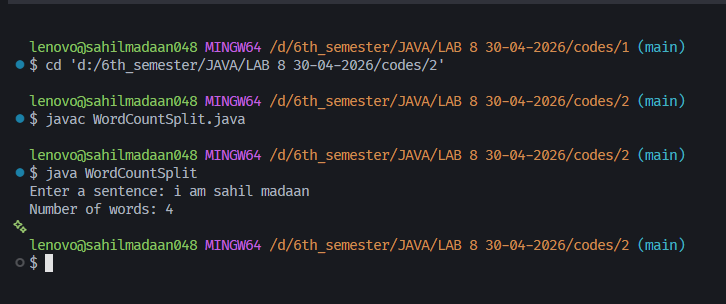 lenovo@sahilmadaan048 MINGW64 /d/6th_semester/JAVA/LAB 8 30-04-2026/codes/1 (main)
$ cd 'd:/6th_semester/JAVA/LAB 8 30-04-2026/codes/2'
lenovo@sahilmadaan048 MINGW64 /d/6th_semester/JAVA/LAB 8 30-04-2026/codes/2 (main)
$ javac WordCountSplit.java
lenovo@sahilmadaan048 MINGW64 /d/6th_semester/JAVA/LAB 8 30-04-2026/codes/2 (main)
$ java WordCountSplit
Enter a sentence: i am sahil madaan
Number of words: 4
lenovo@sahilmadaan048 MINGW64 /d/6th_semester/JAVA/LAB 8 30-04-2026/codes/2 (main)
$